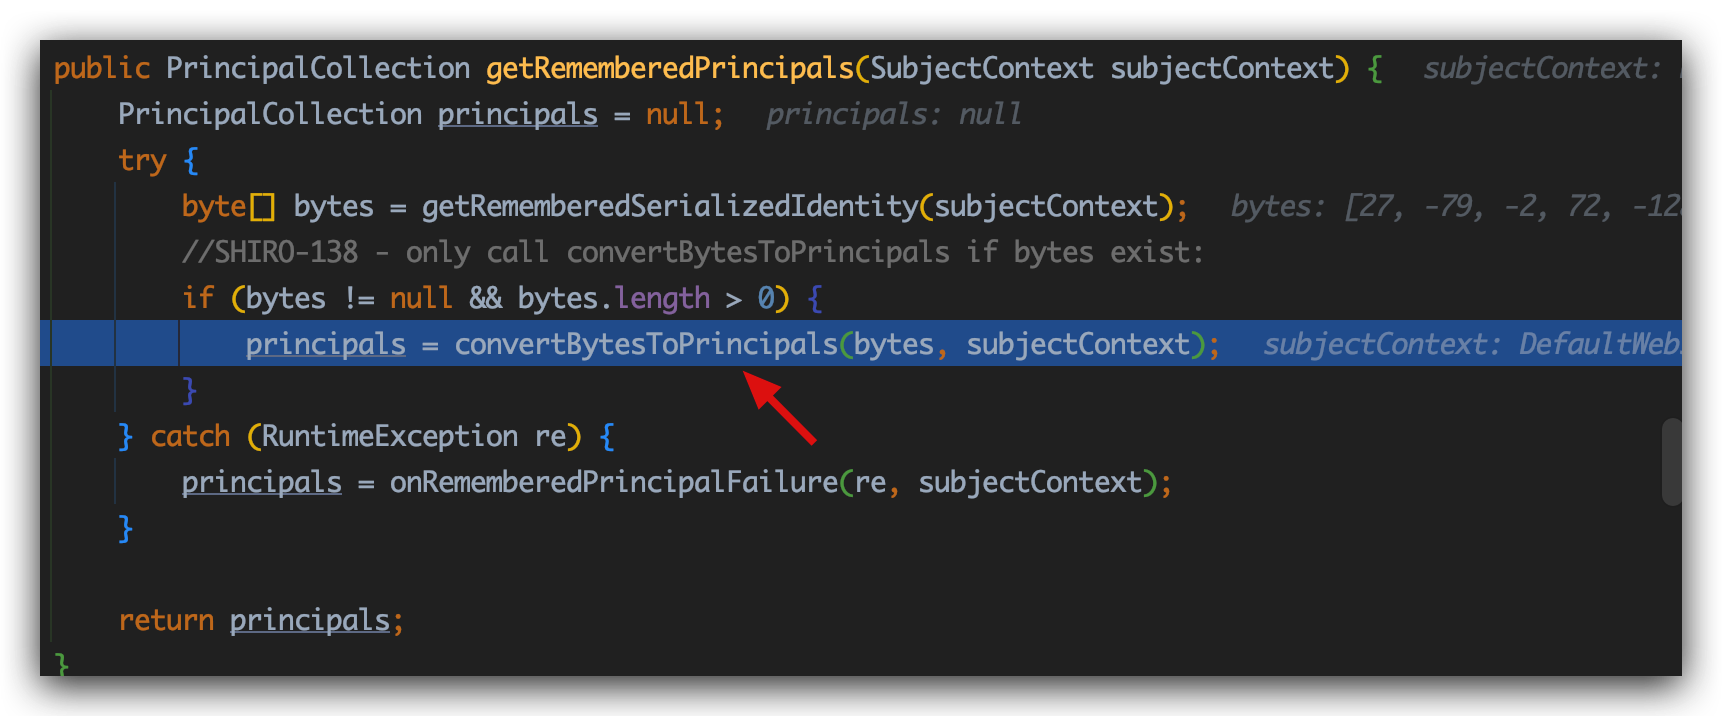 public PrincipalCollection getRememberedPrincipals(SubjectContext subjectContext) {  subjectContext:
    PrincipalCollection principals = null;  principals: null
    try {
        byte[] bytes = getRememberedSerializedIdentity(subjectContext);  bytes: [27, -79, -2, 72,
        //SHIRO-138 - only call convertBytesToPrincipals if bytes exist:
        if (bytes != null && bytes.length > 0) {
            principals = convertBytesToPrincipals(bytes, subjectContext);  subjectContext: DefaultWeb
        }
    } catch (RuntimeException re) {
        principals = onRememberedPrincipalFailure(re, subjectContext);
    }
    return principals;
}